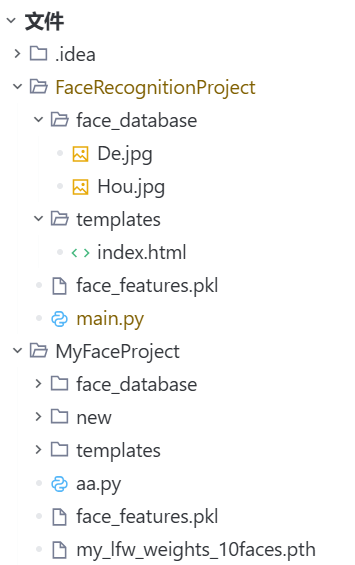 文件
.idea
FaceRecognitionProject
face_database
De.jpg
Hou.jpg
templates
index.html
face_features.pkl
main.py
MyFaceProject
face_database
new
templates
aa.py
face_features.pkl
my_lfw_weights_10faces.pth